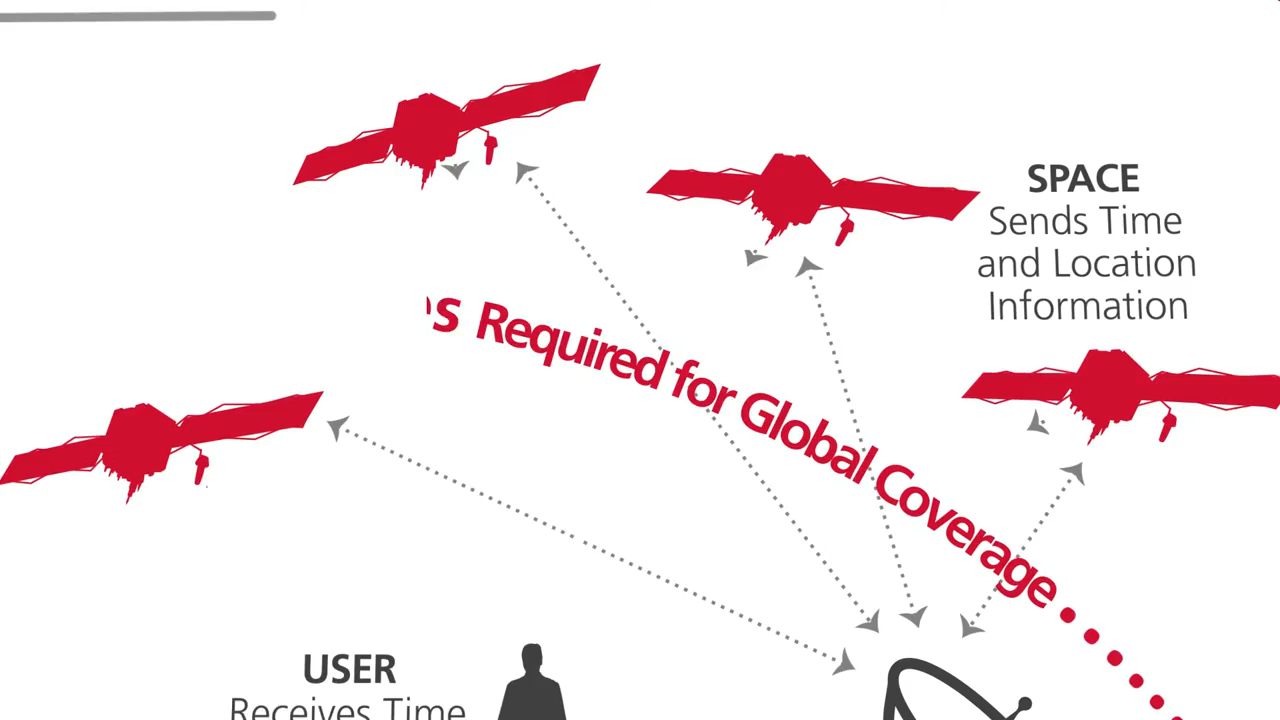 SPACE
Sends Time
and Location
Information
Required for Global Coverage
USER
Receives Time